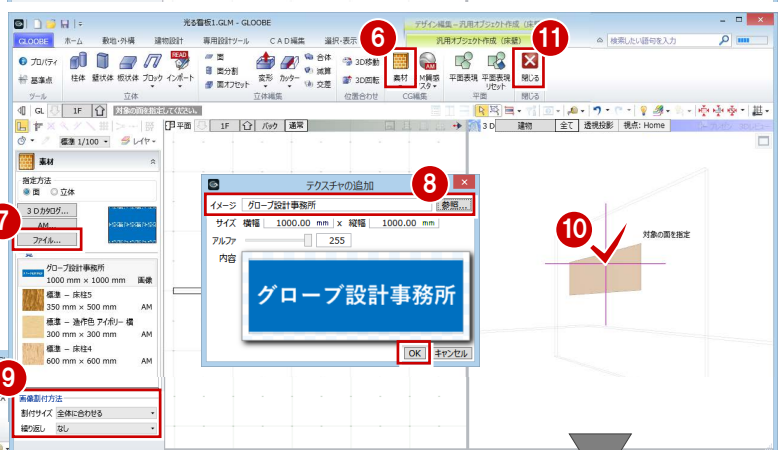 光る看板1.GLM - GLOOBE
デザイン編集 – 汎用オブジェクト作成 (床壁)
GLOOBE ホーム 敷地・外構 建物設計 専用設計ツール CAD編集 選択・表示 汎用オブジェクト作成 (床壁) 検索したい語句を入力
6
11
プロパティ
基準点
柱体 壁状体 板状体 ブロック インポート
READ
面
面分割
面オフセット
変形 カッター
合体
減算
交差
3D移動
3D回転
素材
M質感
マスター
平面表現
平面表現
リセット
閉じる
ツール 立体 立体編集 位置合わせ CG編集 平面 閉じる
GL 1F 対象の面を指定してください。
標準 1/100 レイヤ
平面 1F バック 通常
3D 建物 全て 透視投影 視点: Home
素材
指定方法
面 立体
7
3Dカタログ...
AM...
ファイル...
グローブ設計事務所
1000 mm × 1000 mm 画像
標準 – 床柱5
350 mm × 500 mm AM
標準 – 造作色 アイボリー 横
300 mm × 300 mm AM
標準 – 床柱4
600 mm × 600 mm AM
9
画像割付方法
割付サイズ 全体に合わせる
繰り返し なし
テクスチャの追加
8
イメージ グローブ設計事務所 参照...
サイズ 横幅 1000.00 mm x 縦幅 1000.00 mm
アルファ 255
内容
グローブ設計事務所
OK キャンセル
10
対象の面を指定